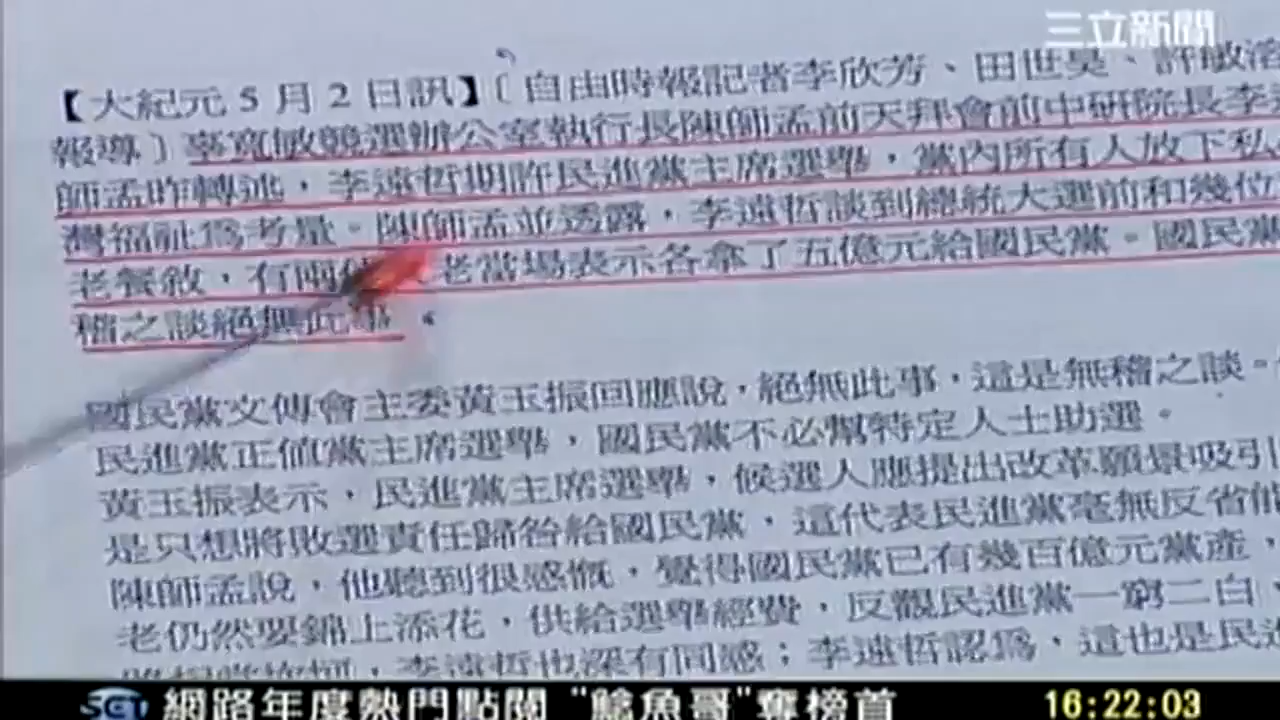 三立新聞
【大紀元5月2日訊】〔自由時報記者李欣芳、田世昊、許敏溶
報導〕辜寬敏競選辦公室執行長陳師孟前天拜會前中研院長李
師孟昨轉述，李遠哲期許民進黨主席選舉，黨內所有人放下私
灣福祉為考量。陳師孟並透露，李遠哲談到總統大選前和幾位
老餐敘，有兩 老當場表示各拿了五億元給國民黨。國民黨
稽之談絕無此事。
國民黨文傳會主委黃玉振回應說，絕無此事，這是無稽之談。
民進黨正值黨主席選舉，國民黨不必幫特定人士助選。
黃玉振表示，民進黨主席選舉，候選人應提出改革願景吸引
是只想將敗選責任歸咎給國民黨，這代表民進黨毫無反省能
陳師孟說，他聽到很感慨，覺得國民黨已有幾百億元黨產，
老仍然要錦上添花，供給選舉經費，反觀民進黨一窮二白，
，李遠哲也深有同感；李遠哲認為，這也是民進
SET 網路年度熱門點閱 "鯰魚哥"奪榜首 16:22:03